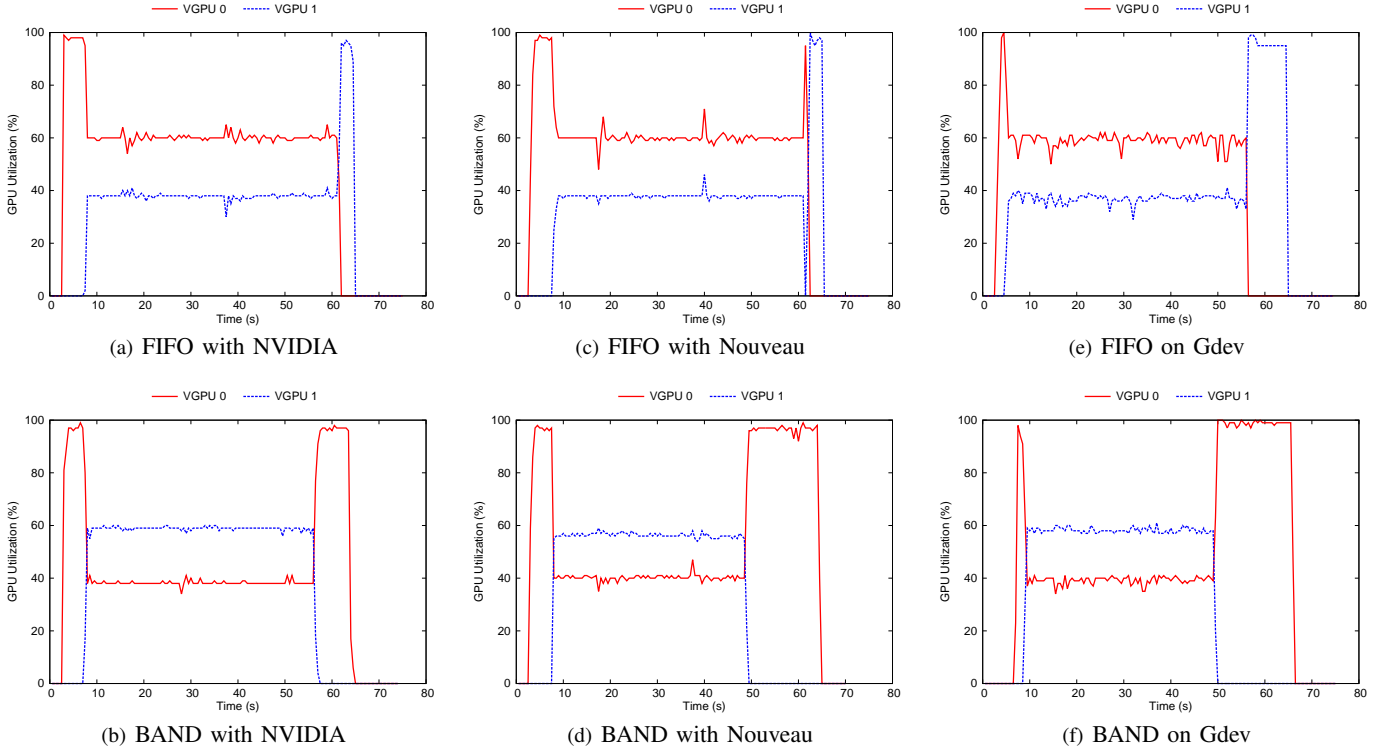 VGPU 0 VGPU 1
100
80
60
40
20
0
GPU Utilization (%)
0 10 20 30 40 50 60 70 80
Time (s)
(a) FIFO with NVIDIA
VGPU 0 VGPU 1
100
80
60
40
20
0
GPU Utilization (%)
0 10 20 30 40 50 60 70 80
Time (s)
(c) FIFO with Nouveau
VGPU 0 VGPU 1
100
80
60
40
20
0
GPU Utilization (%)
0 10 20 30 40 50 60 70 80
Time (s)
(e) FIFO on Gdev
VGPU 0 VGPU 1
100
80
60
40
20
0
GPU Utilization (%)
0 10 20 30 40 50 60 70 80
Time (s)
(b) BAND with NVIDIA
VGPU 0 VGPU 1
100
80
60
40
20
0
GPU Utilization (%)
0 10 20 30 40 50 60 70 80
Time (s)
(d) BAND with Nouveau
VGPU 0 VGPU 1
100
80
60
40
20
0
GPU Utilization (%)
0 10 20 30 40 50 60 70 80
Time (s)
(f) BAND on Gdev